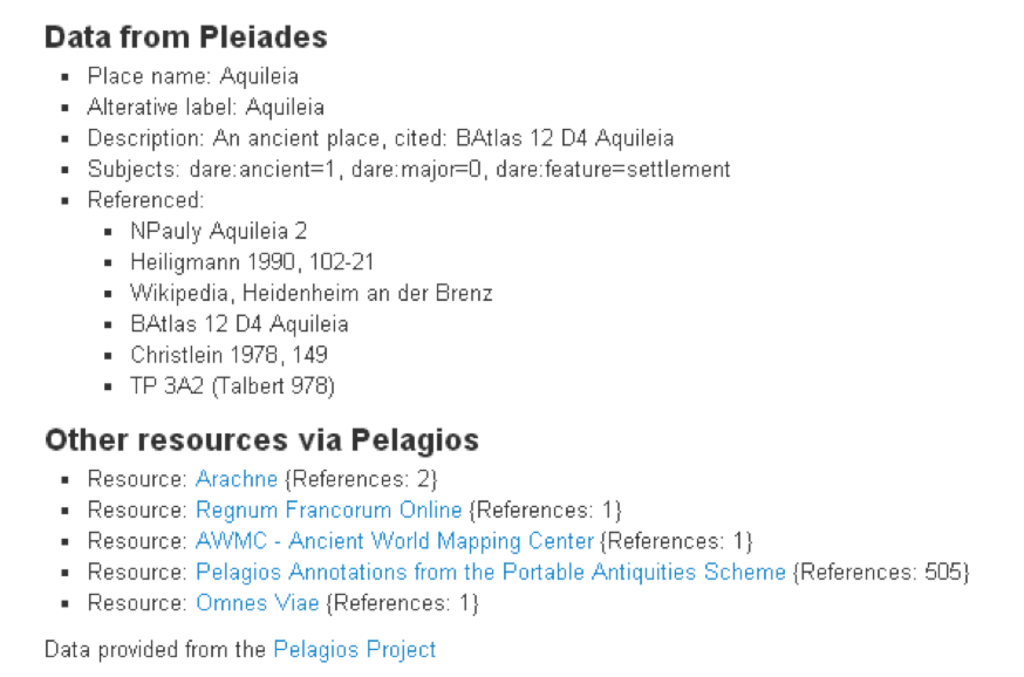 Data from Pleiades
▪ Place name: Aquileia
▪ Alterative label: Aquileia
▪ Description: An ancient place, cited: BAtlas 12 D4 Aquileia
▪ Subjects: dare:ancient=1, dare:major=0, dare:feature=settlement
▪ Referenced:
▪ NPauly Aquileia 2
▪ Heiligmann 1990, 102-21
▪ Wikipedia, Heidenheim an der Brenz
▪ BAtlas 12 D4 Aquileia
▪ Christlein 1978, 149
▪ TP 3A2 (Talbert 978)
Other resources via Pelagios
▪ Resource: Arachne {References: 2}
▪ Resource: Regnum Francorum Online {References: 1}
▪ Resource: AWMC - Ancient World Mapping Center {References: 1}
▪ Resource: Pelagios Annotations from the Portable Antiquities Scheme {References: 505}
▪ Resource: Omnes Viae {References: 1}
Data provided from the Pelagios Project